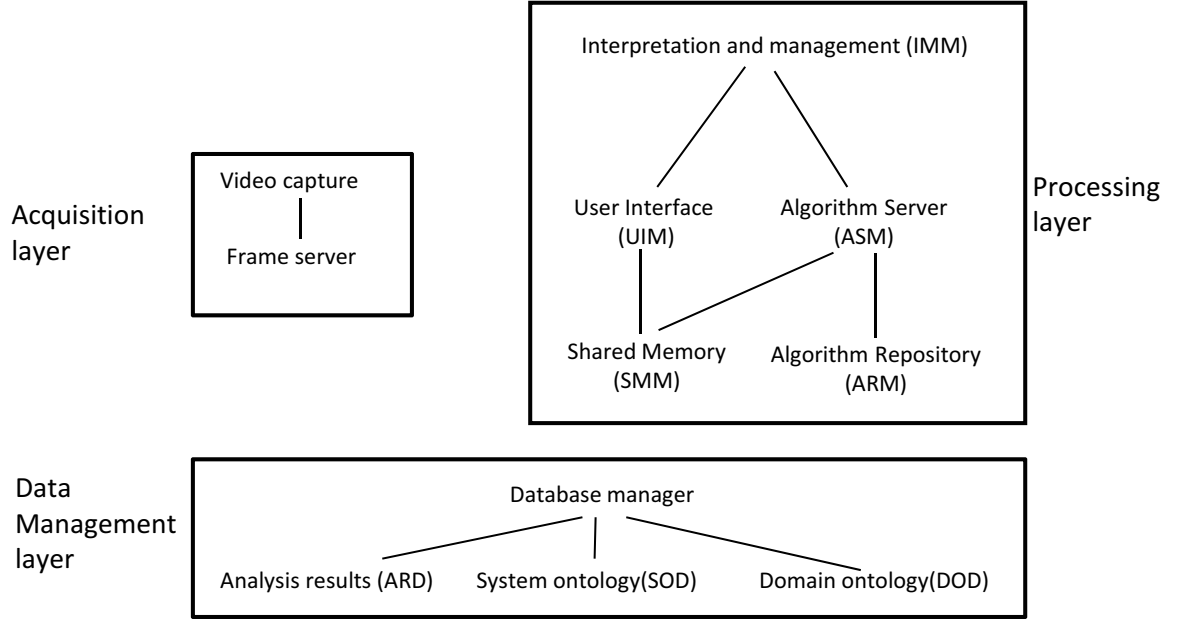 Acquisition
layer
Video capture
Frame server
Interpretation and management (IMM)
User Interface
(UIM)
Algorithm Server
(ASM)
Shared Memory
(SMM)
Algorithm Repository
(ARM)
Processing
layer
Data
Management
layer
Database manager
Analysis results (ARD)
System ontology(SOD)
Domain ontology(DOD)